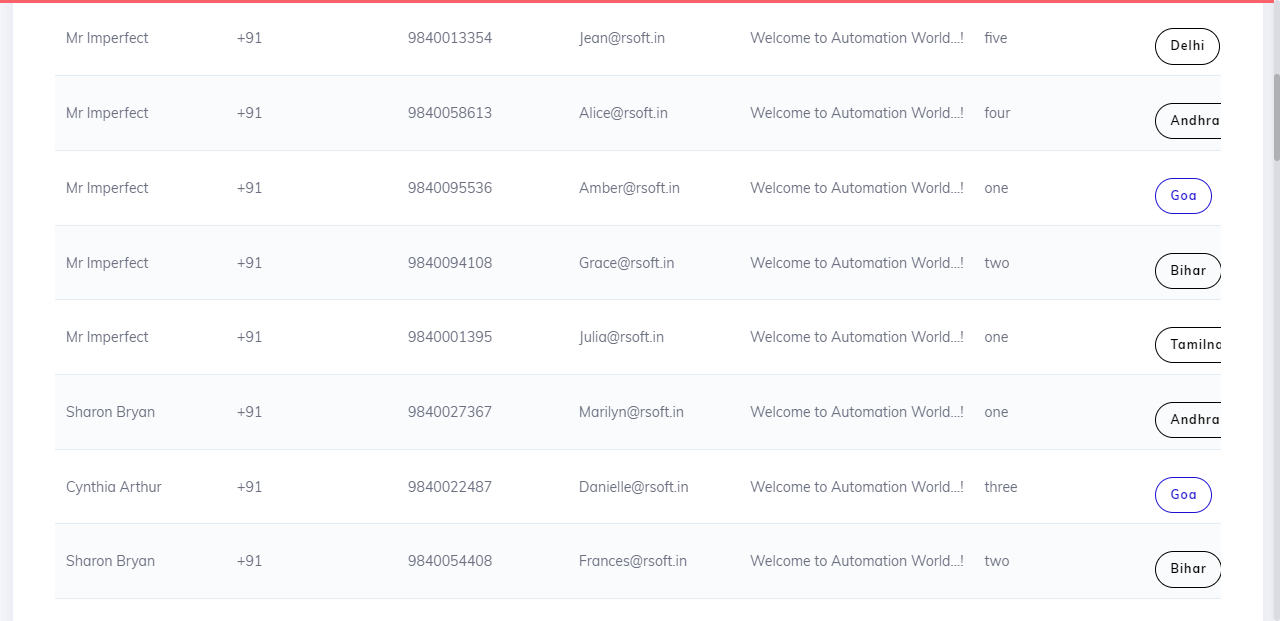 Mr Imperfect +91 9840013354 Jean@rsoft.in Welcome to Automation World...! five Delhi
Mr Imperfect +91 9840058613 Alice@rsoft.in Welcome to Automation World...! four Andhra
Mr Imperfect +91 9840095536 Amber@rsoft.in Welcome to Automation World...! one Goa
Mr Imperfect +91 9840094108 Grace@rsoft.in Welcome to Automation World...! two Bihar
Mr Imperfect +91 9840001395 Julia@rsoft.in Welcome to Automation World...! one
Sharon Bryan +91 9840027367 Marilyn@rsoft.in Welcome to Automation World...! one Andhra
Cynthia Arthur +91 9840022487 Danielle@rsoft.in Welcome to Automation World...! three Goa
Sharon Bryan +91 9840054408 Frances@rsoft.in Welcome to Automation World...! two Bihar